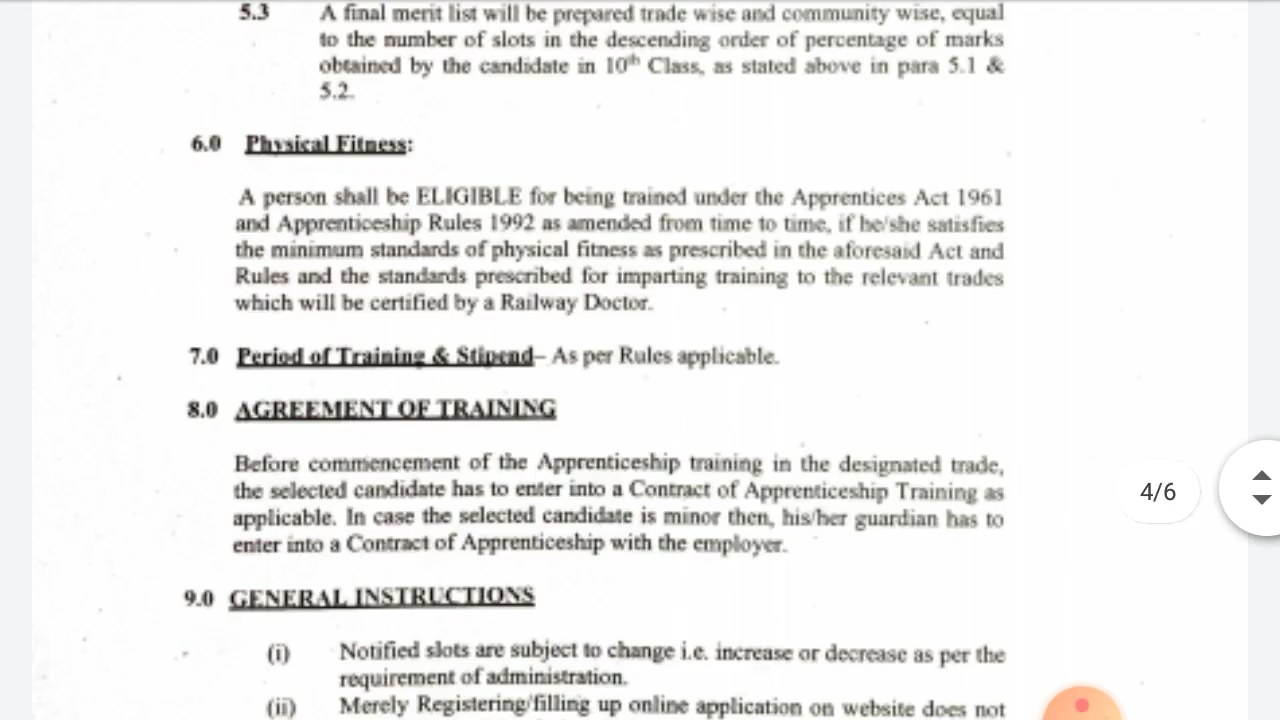 5.3 A final merit list will be prepared trade wise and community wise, equal
to the number of slots in the descending order of percentage of marks
obtained by the candidate in 10th Class, as stated above in para 5.1 &
5.2.
6.0 Physical Fitness:
A person shall be ELIGIBLE for being trained under the Apprentices Act 1961
and Apprenticeship Rules 1992 as amended from time to time, if he/she satisfies
the minimum standards of physical fitness as prescribed in the aforesaid Act and
Rules and the standards prescribed for imparting training to the relevant trades
which will be certified by a Railway Doctor.
7.0 Period of Training & Stipend– As per Rules applicable.
8.0 AGREEMENT OF TRAINING
Before commencement of the Apprenticeship training in the designated trade,
the selected candidate has to enter into a Contract of Apprenticeship Training as
applicable. In case the selected candidate is minor then, his/her guardian has to
enter into a Contract of Apprenticeship with the employer.
4/6
9.0 GENERAL INSTRUCTIONS
(i) Notified slots are subject to change i.e. increase or decrease as per the
requirement of administration.
(ii) Merely Registering/filling up online application on website does not